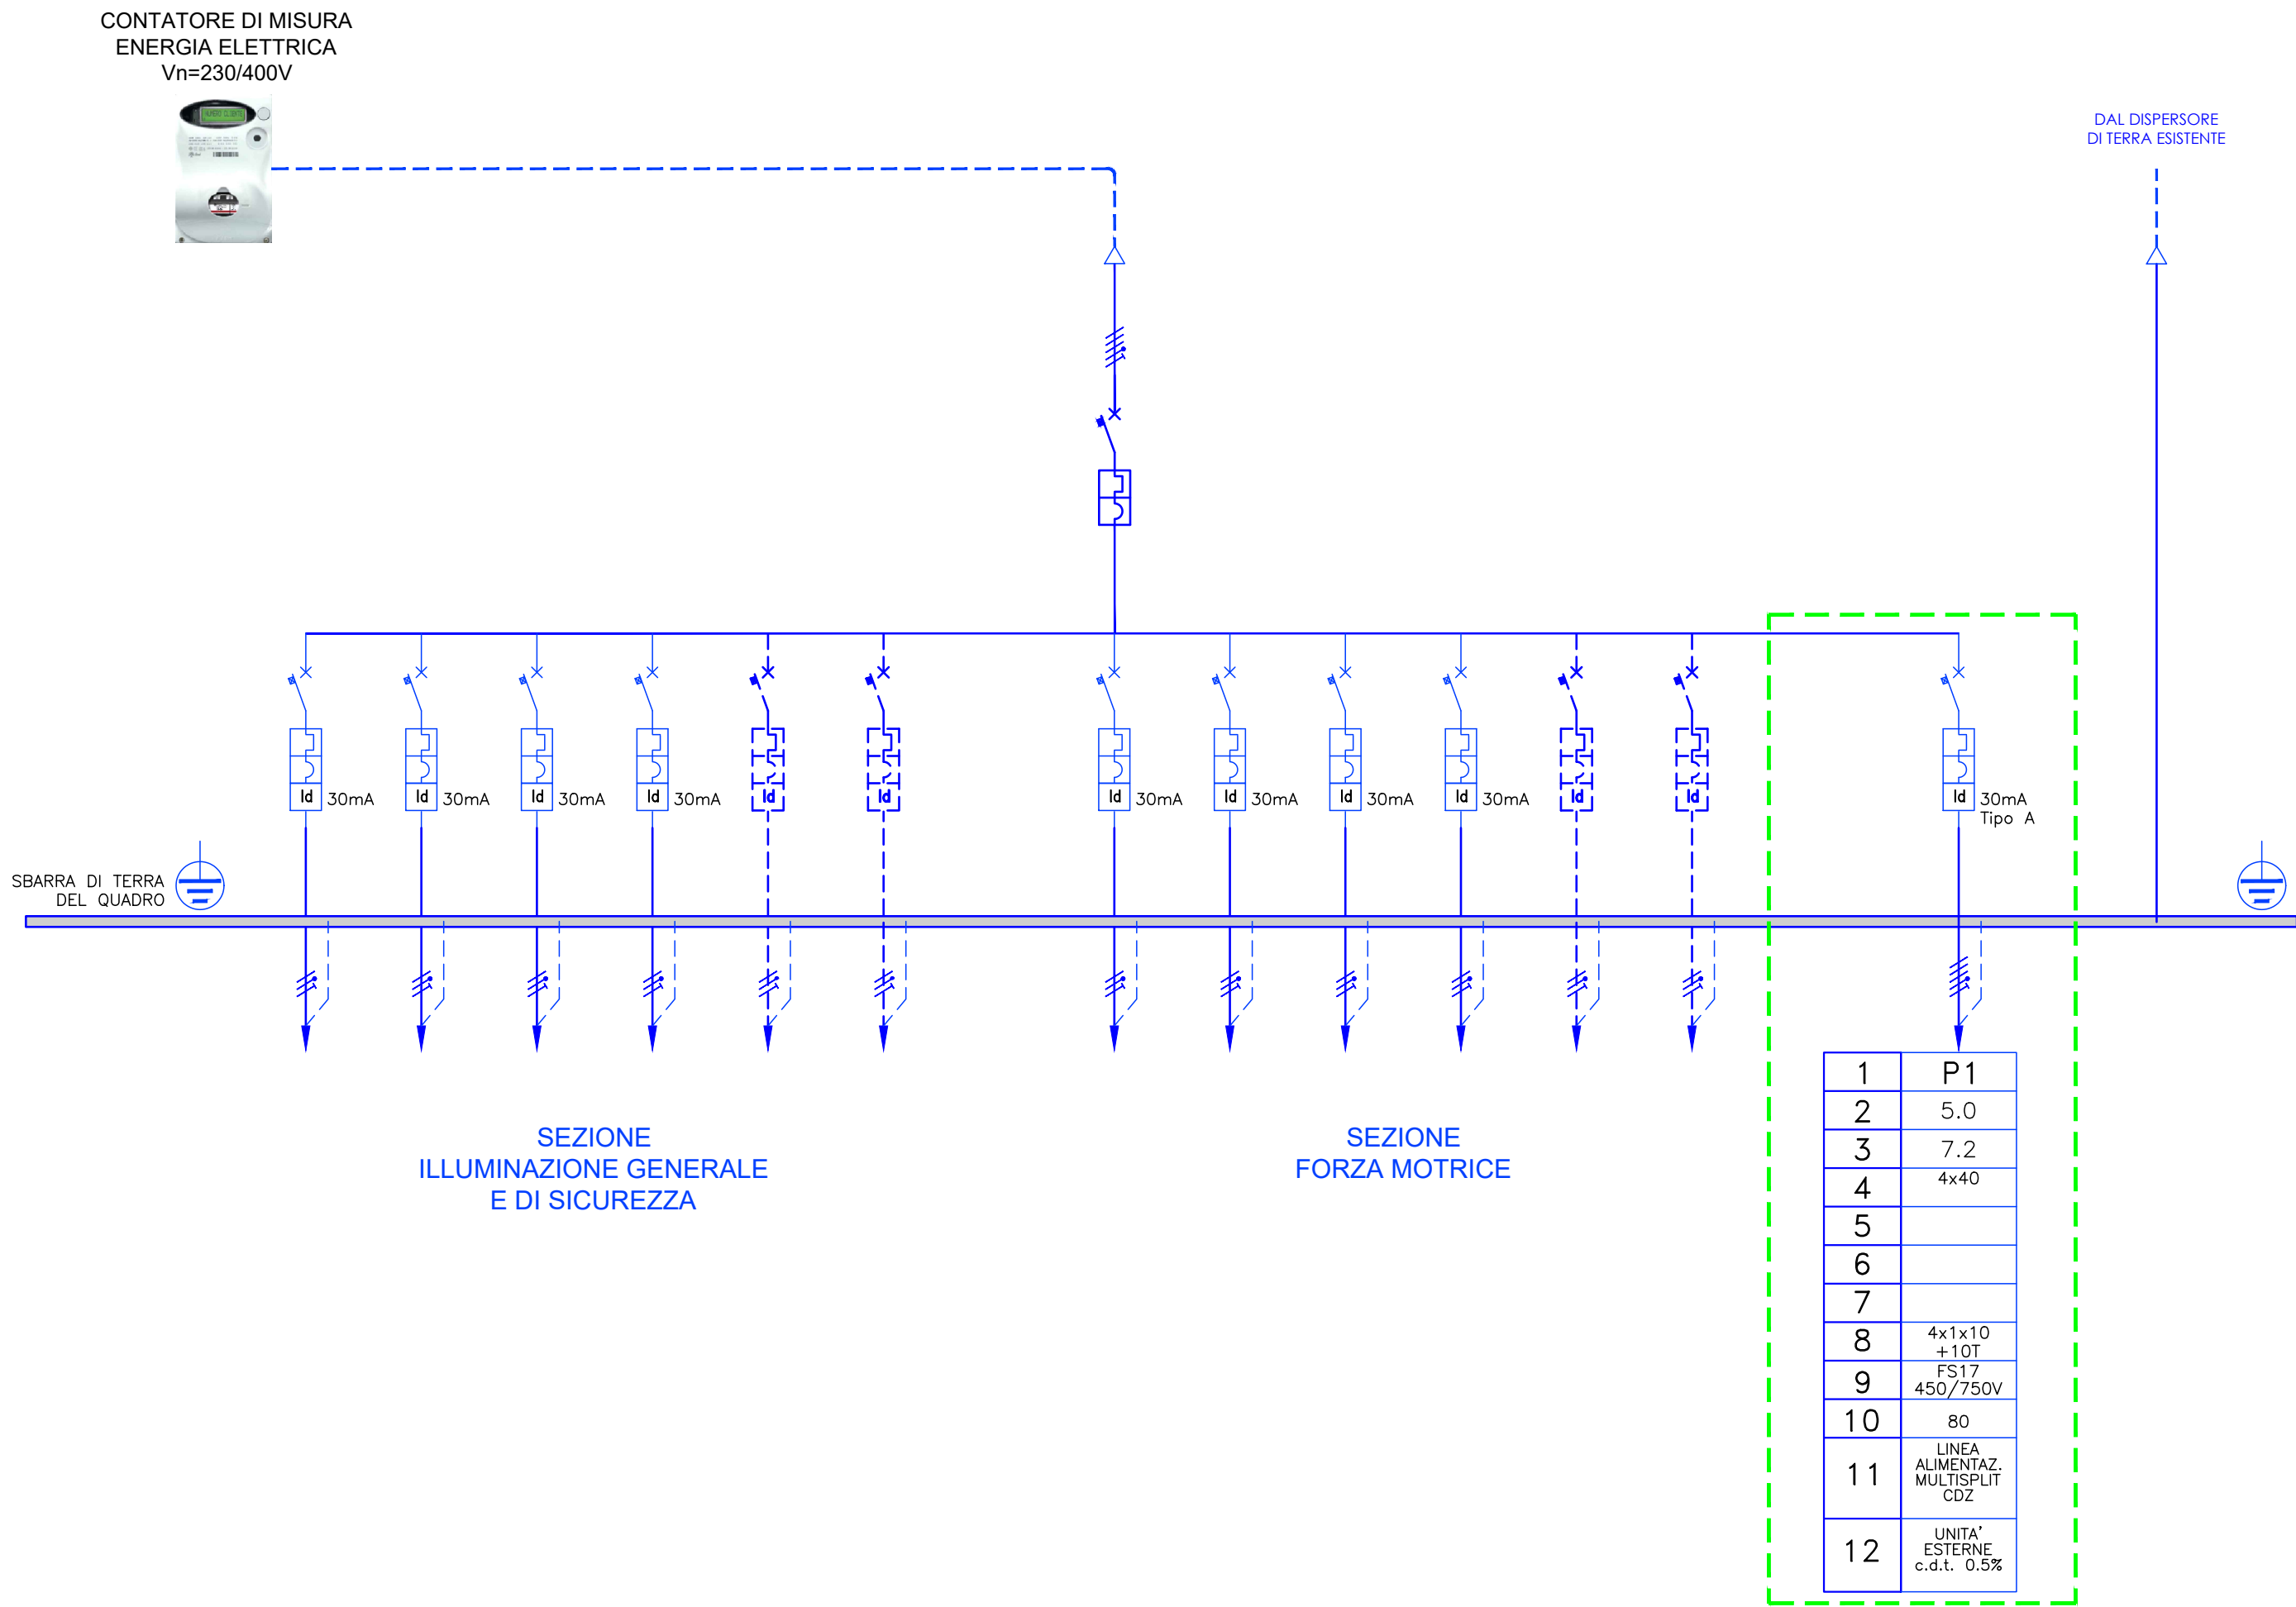 CONTATORE DI MISURA
ENERGIA ELETTRICA
Vn=230/400V
DAL DISPERSORE
DI TERRA ESISTENTE
Id 30mA
Id 30mA
Id 30mA
Id 30mA
Id
Id
Id 30mA
Id 30mA
Id 30mA
Id 30mA
Id
Id
Id 30mA
Tipo A
SBARRA DI TERRA
DEL QUADRO
SEZIONE
ILLUMINAZIONE GENERALE
E DI SICUREZZA
SEZIONE
FORZA MOTRICE
1 P1
2 5.0
3 7.2
4 4x40
5
6
7
8 4x1x10
+10T
9 FS17
450/750V
10 80
11 LINEA
ALIMENTAZ.
MULTISPLIT
CDZ
12 UNITA'
ESTERNE
c.d.t. 0.5%